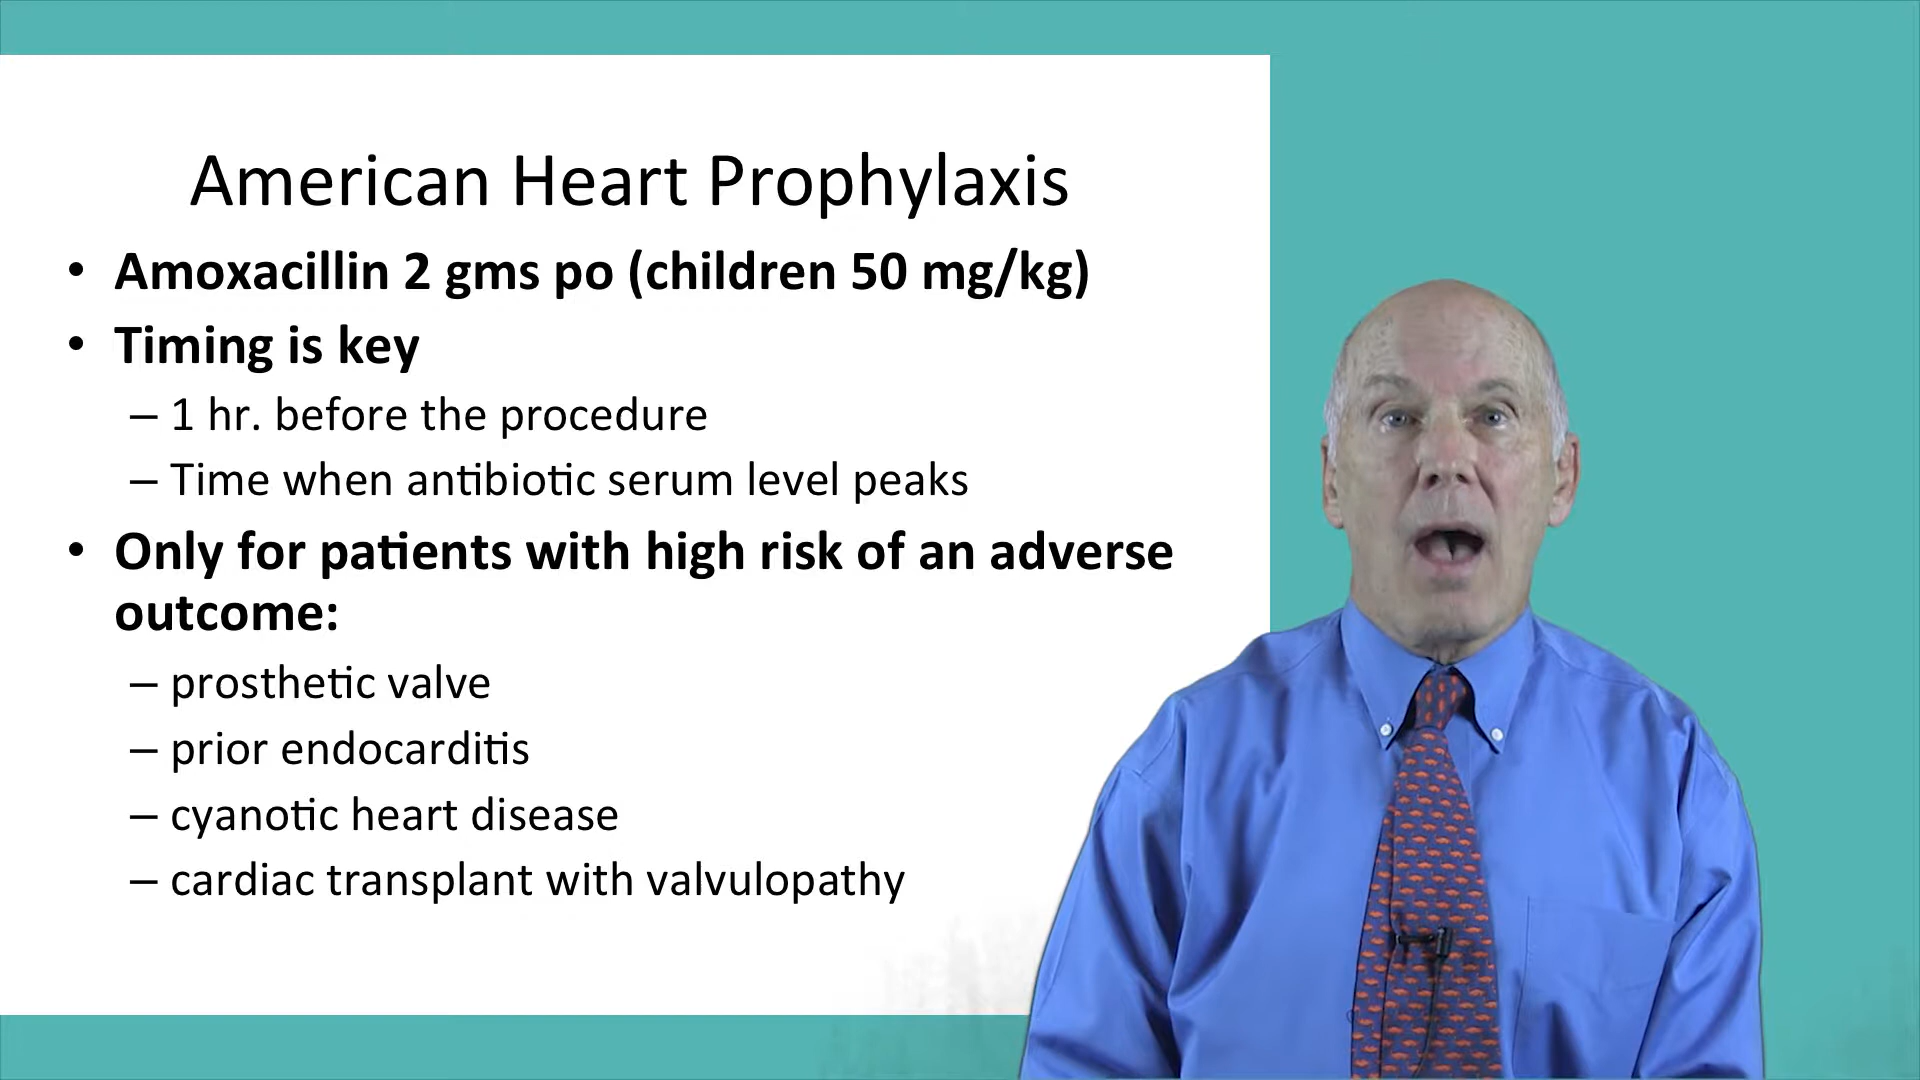 American Heart Prophylaxis
• Amoxacillin 2 gms po (children 50 mg/kg)
• Timing is key
– 1 hr. before the procedure
– Time when antibiotic serum level peaks
• Only for patients with high risk of an adverse
outcome:
– prosthetic valve
– prior endocarditis
– cyanotic heart disease
– cardiac transplant with valvulopathy